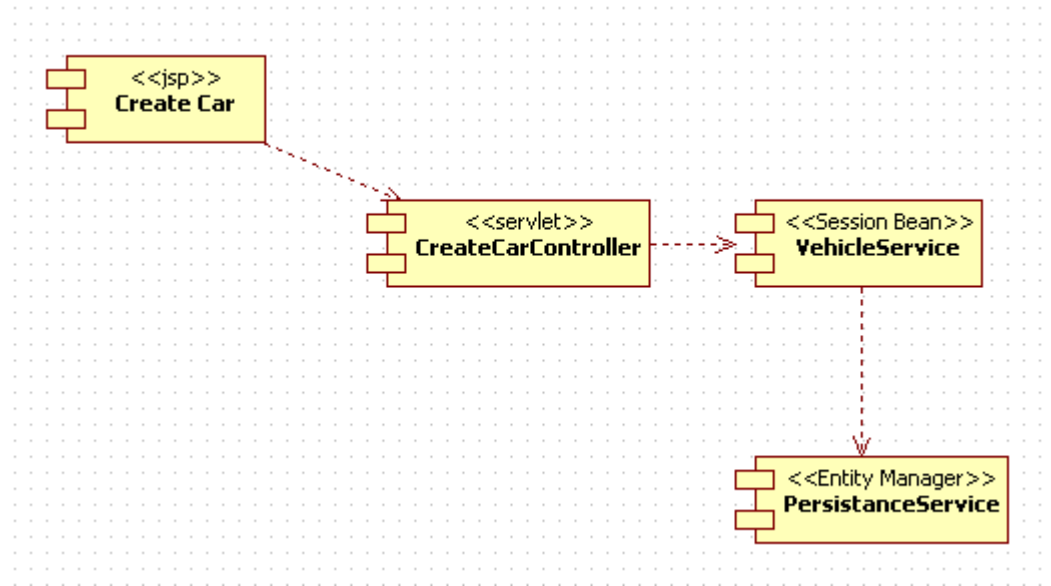 <<jsp>>
Create Car
<<servlet>>
CreateCarController
<<Session Bean>>
VehicleService
<<Entity Manager>>
PersistanceService